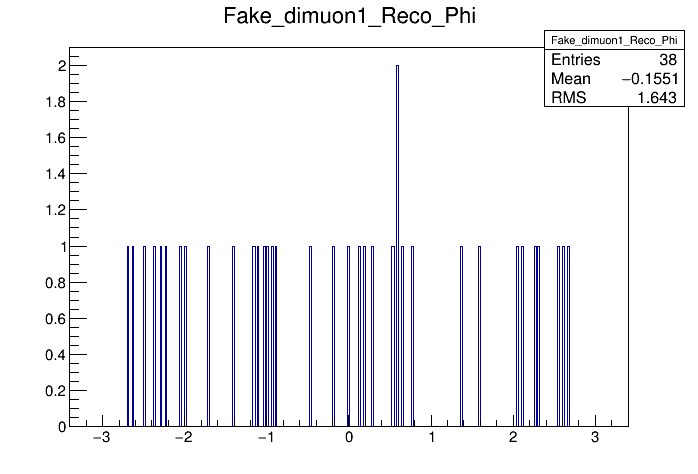 Fake_dimuon1_Reco_Phi
Fake_dimuon1_Reco_Phi
Entries 38
Mean −0.1551
RMS 1.643
2
1.8
1.6
1.4
1.2
1
0.8
0.6
0.4
0.2
0
−3 −2 −1 0 1 2 3